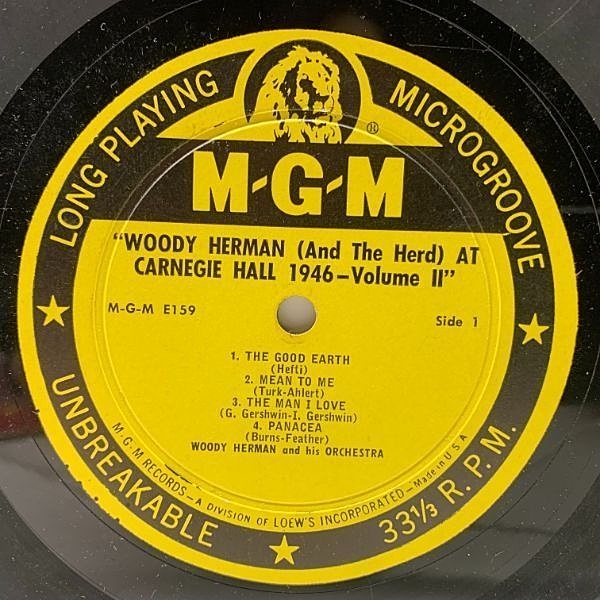 LONG PLAYING
MICROGROOVE
®
M-G-M
"WOODY HERMAN (And The Herd) AT
CARNEGIE HALL 1946–Volume II"
M-G-M E159
Side 1
1. THE GOOD EARTH
(Hefti)
2. MEAN TO ME
(Turk-Ahlert)
3. THE MAN I LOVE
(G. Gershwin-I. Gershwin)
4. PANACEA
(Burns-Feather)
WOODY HERMAN and his ORCHESTRA
M-G-M RECORDS—A DIVISION OF LOEW'S INCORPORATED—Made in U S A
UNBREAKABLE
33⅓ R.P.M.